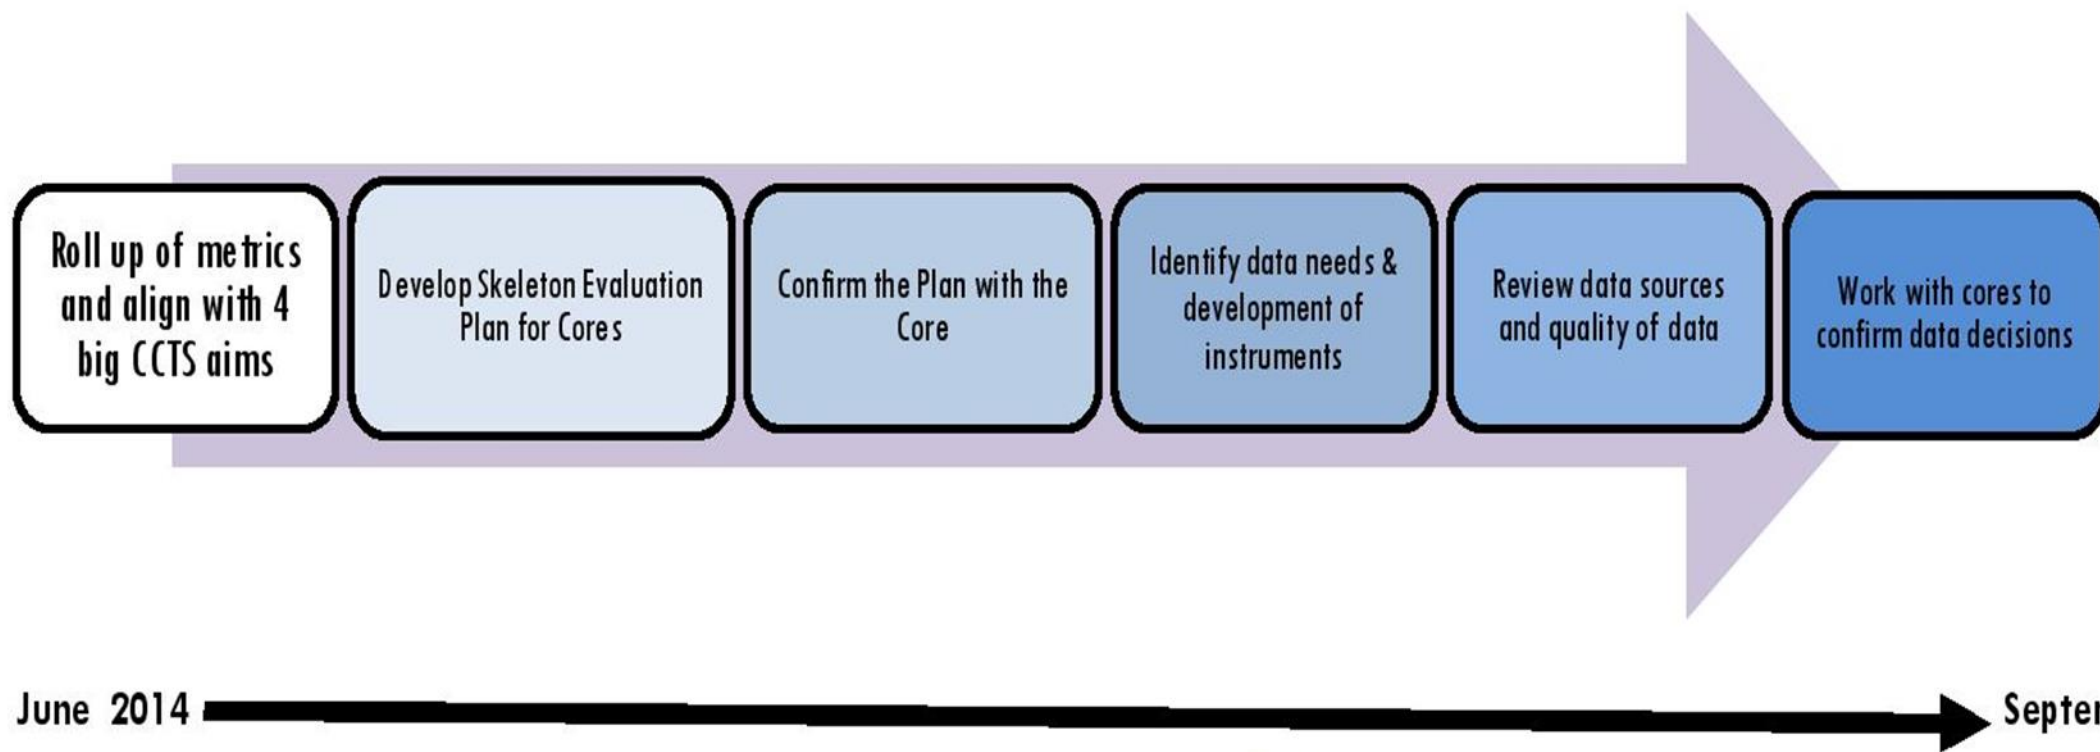 Roll up of metrics
and align with 4
big CCTS aims
Develop Skeleton Evaluation
Plan for Cores
Confirm the Plan with the
Core
Identify data needs &
development of
instruments
Review data sources
and quality of data
Work with cores to
confirm data decisions
June 2014